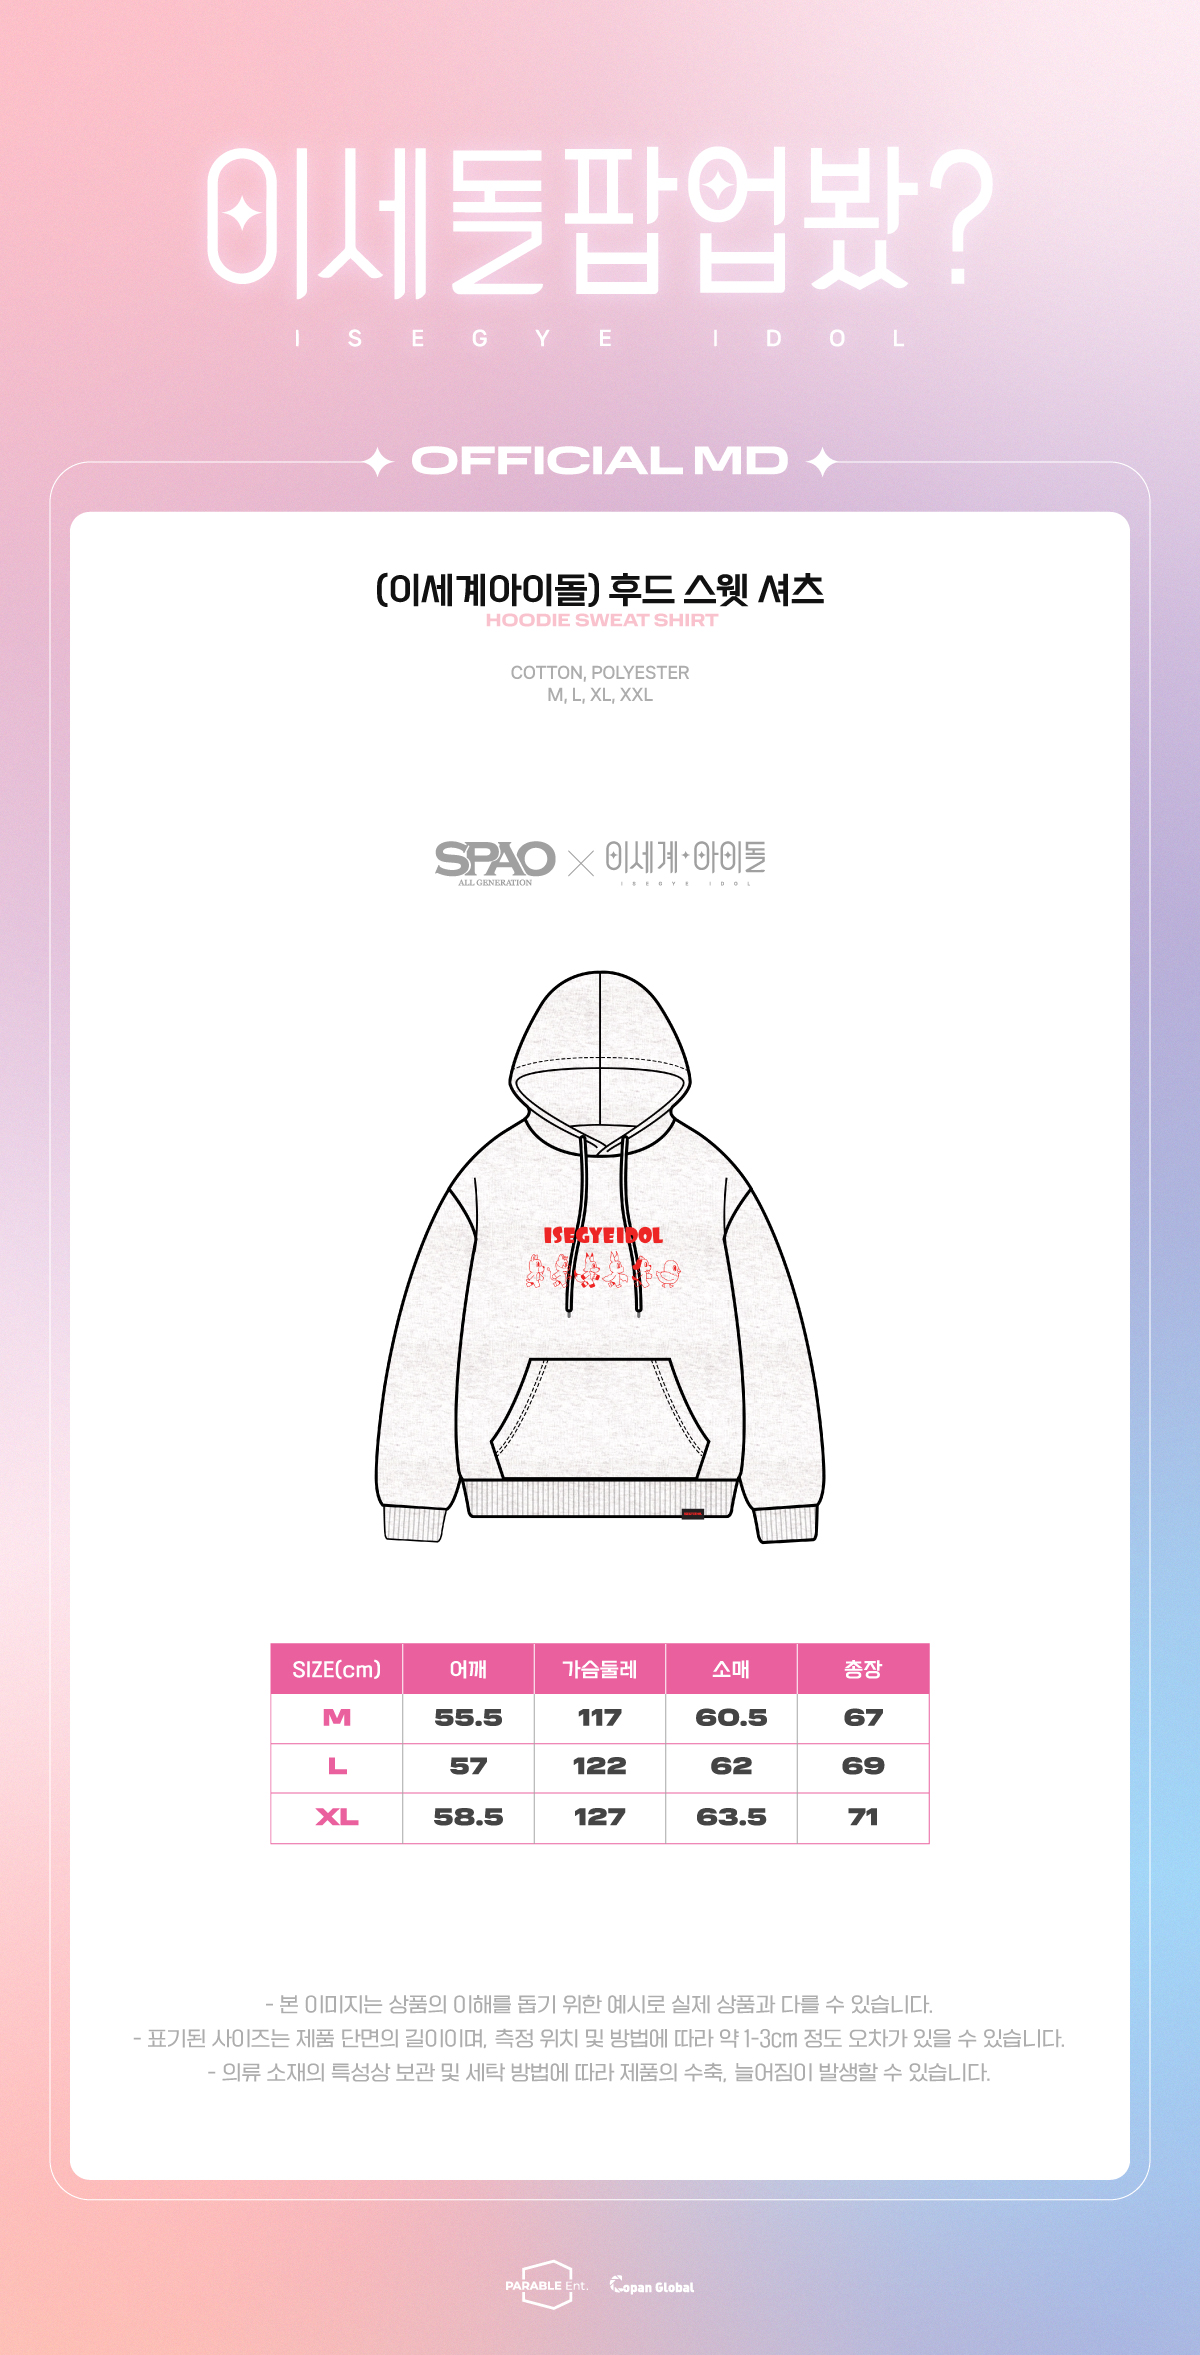 이세돌팝업봤?
ISEGYE IDOL
OFFICIAL MD
(이세계아이돌) 후드 스웻 셔츠
HOODIE SWEAT SHIRT
COTTON, POLYESTER
M, L, XL, XXL
SPAO
ALL GENERATION
이세계아이돌
ISEGYE IDOL
ISEGYEIDOL
SIZE(cm) 어깨 가슴둘레 소매 총장
M 55.5 117 60.5 67
L 57 122 62 69
XL 58.5 127 63.5 71
- 본 이미지는 상품의 이해를 돕기 위한 예시로 실제 상품과 다를 수 있습니다.
- 표기된 사이즈는 제품 단면의 길이이며, 측정 위치 및 방법에 따라 약 1-3cm 정도 오차가 있을 수 있습니다.
- 의류 소재의 특성상 보관 및 세탁 방법에 따라 제품의 수축, 늘어짐이 발생할 수 있습니다.
PARABLE Ent.
Copan Global